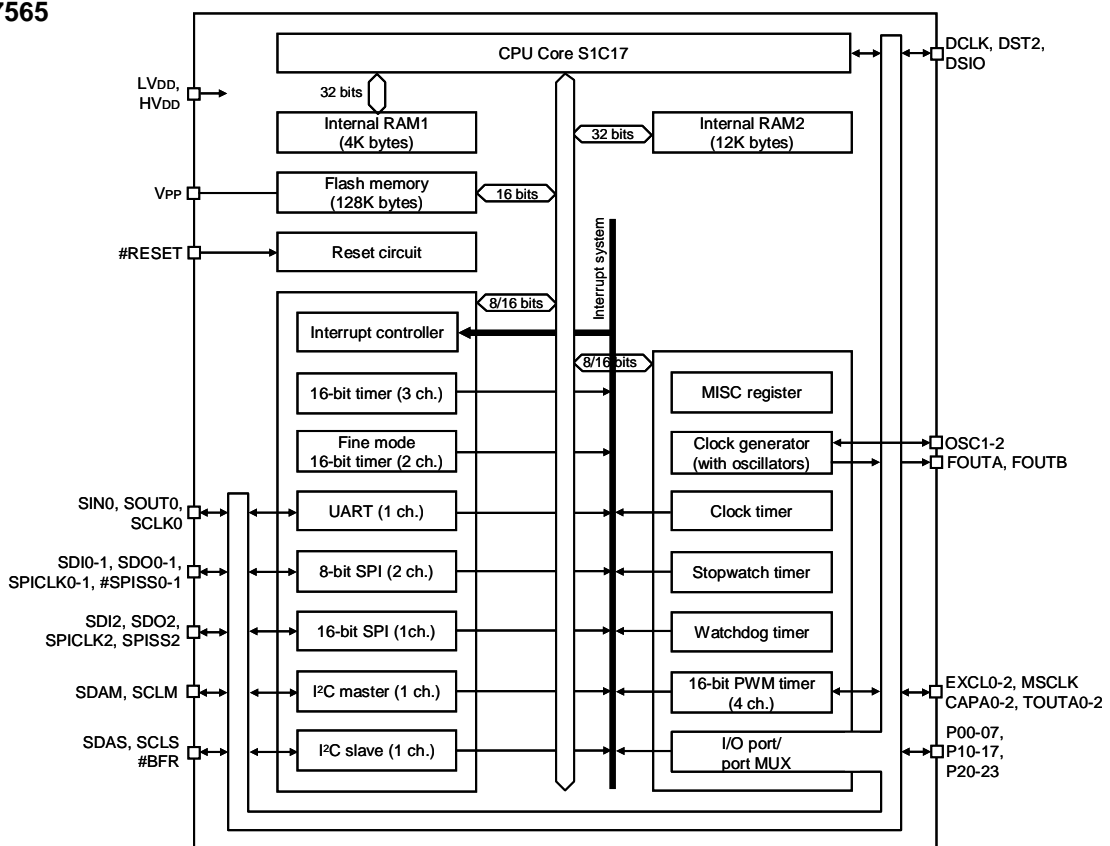 7565
CPU Core S1C17
DCLK, DST2,
DSIO
LVDD,
HVDD
32 bits
Internal RAM1
(4K bytes)
32 bits
Internal RAM2
(12K bytes)
VPP
Flash memory
(128K bytes)
16 bits
#RESET
Reset circuit
Interrupt system
8/16 bits
Interrupt controller
8/16 bits
16-bit timer (3 ch.)
MISC register
Fine mode
16-bit timer (2 ch.)
Clock generator
(with oscillators)
OSC1-2
FOUTA, FOUTB
SIN0, SOUT0,
SCLK0
UART (1 ch.)
Clock timer
SDI0-1, SDO0-1,
SPICLK0-1, #SPISS0-1
8-bit SPI (2 ch.)
Stopwatch timer
SDI2, SDO2,
SPICLK2, SPISS2
16-bit SPI (1ch.)
Watchdog timer
SDAM, SCLM
I²C master (1 ch.)
16-bit PWM timer
(4 ch.)
EXCL0-2, MSCLK
CAPA0-2, TOUTA0-2
SDAS, SCLS
#BFR
I²C slave (1 ch.)
I/O port/
port MUX
P00-07,
P10-17,
P20-23